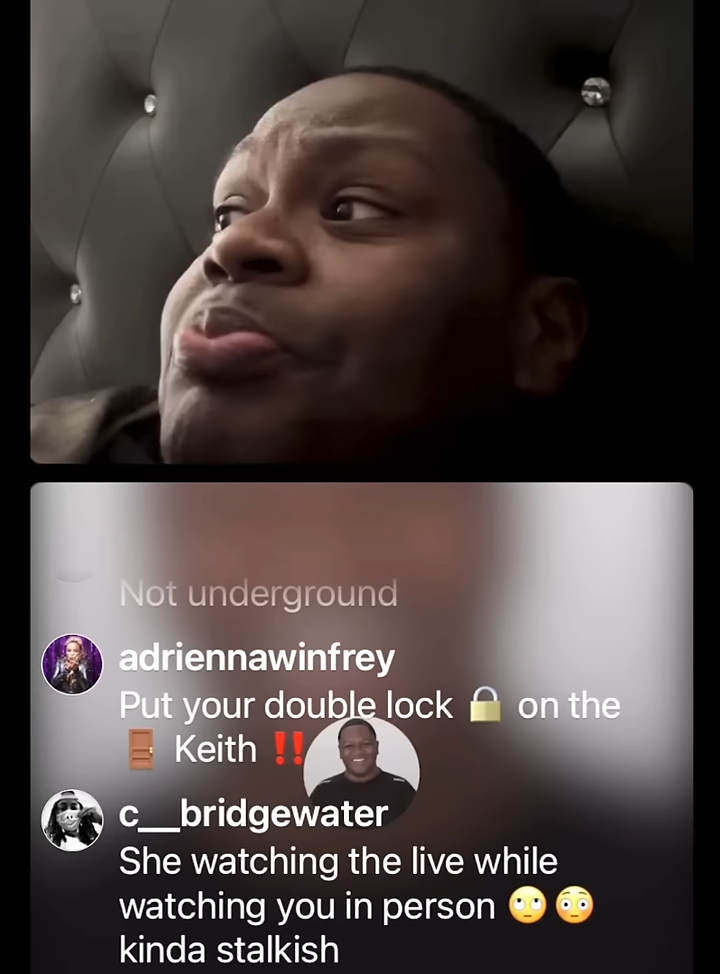 Not underground
adriennawinfrey
Put your double lock 🔒 on the
🚪 Keith ‼️
c__bridgewater
She watching the live while
watching you in person 🙄😳
kinda stalkish